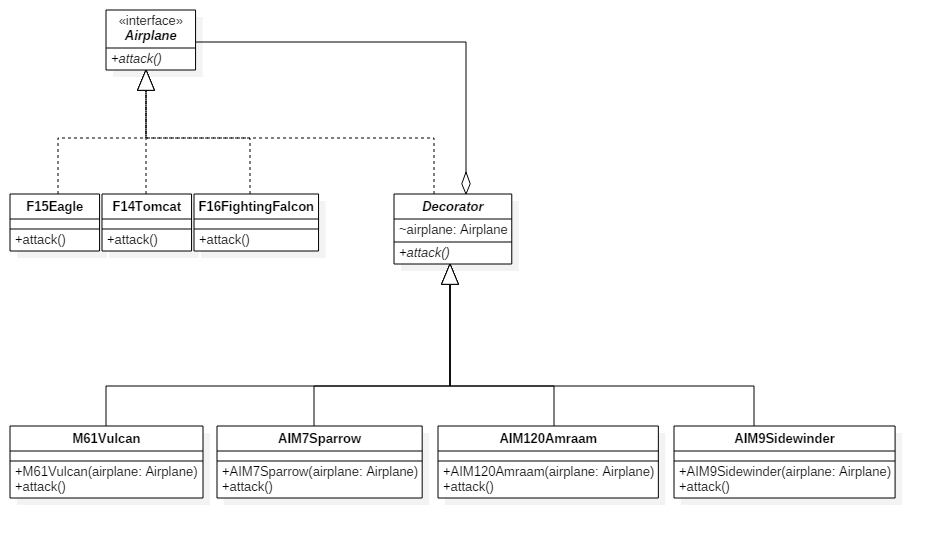 «interface»
Airplane
+attack()
F15Eagle
+attack()
F14Tomcat
+attack()
F16FightingFalcon
+attack()
Decorator
~airplane: Airplane
+attack()
M61Vulcan
+M61Vulcan(airplane: Airplane)
+attack()
AIM7Sparrow
+AIM7Sparrow(airplane: Airplane)
+attack()
AIM120Amraam
+AIM120Amraam(airplane: Airplane)
+attack()
AIM9Sidewinder
+AIM9Sidewinder(airplane: Airplane)
+attack()